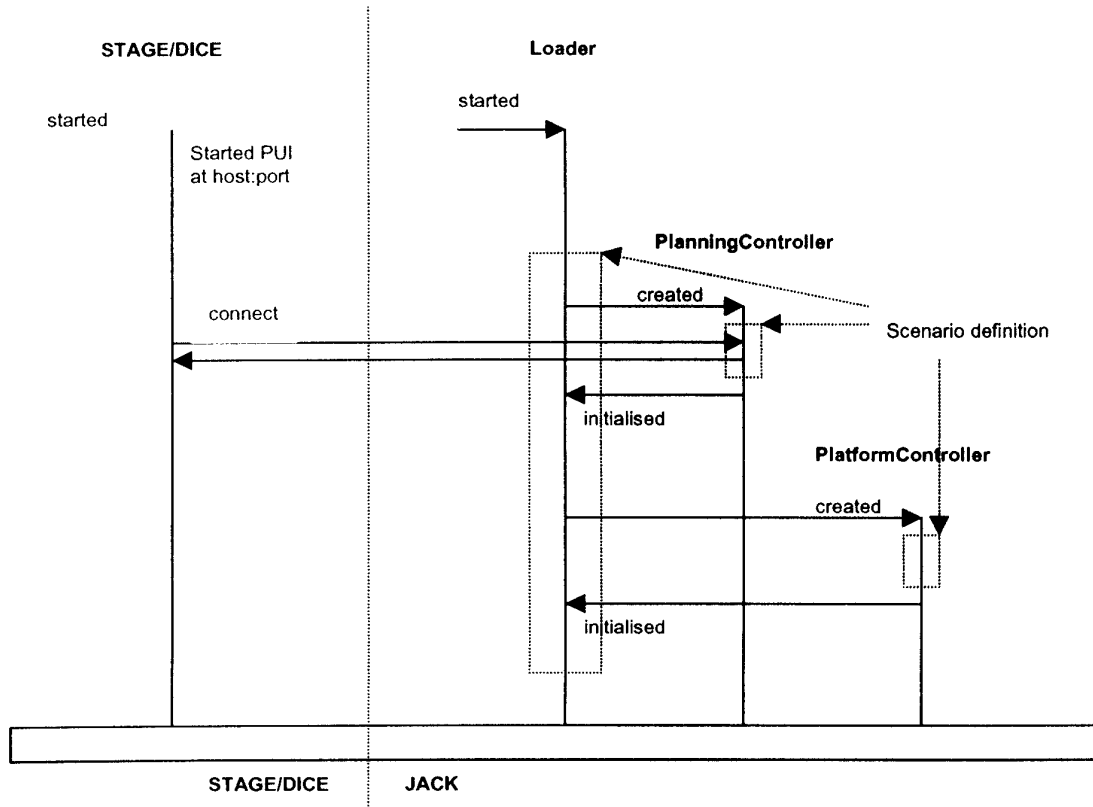 STAGE/DICE
Loader
started
started
Started PUI
at host:port
PlanningController
created
connect
Scenario definition
initialised
PlatformController
created
initialised
STAGE/DICE
JACK